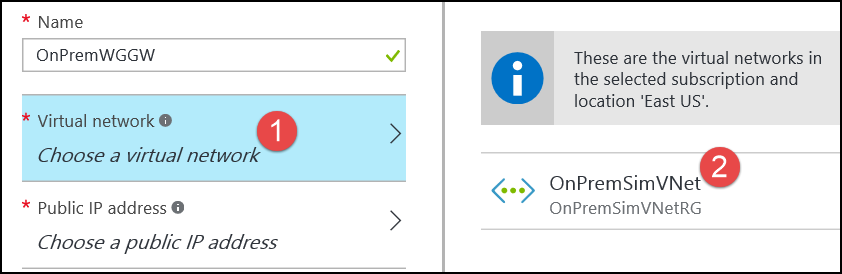 * Name
OnPremWGGW
* Virtual network
1
Choose a virtual network
* Public IP address
Choose a public IP address
These are the virtual networks in
the selected subscription and
location 'East US'.
2
OnPremSimVNet
OnPremSimVNetRG